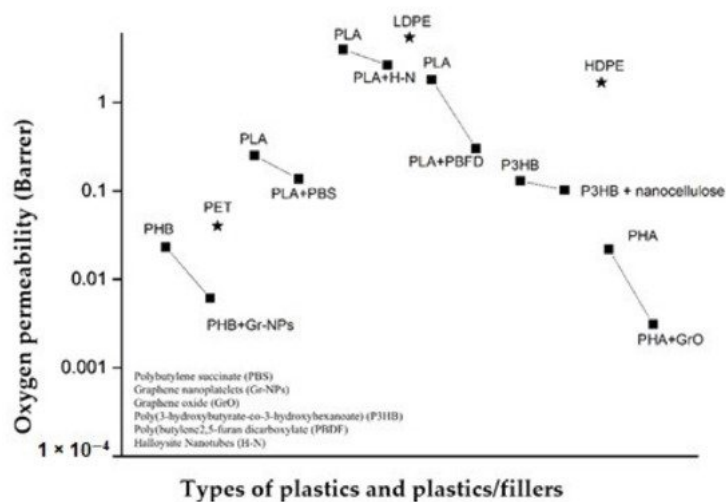 LDPE
PLA
HDPE
PLA+H-N
PLA
1
PLA
PLA+PBFD
P3HB
0.1
PLA+PBS
P3HB + nanocellulose
PET
PHB
PHA
0.01
PHB+Gr-NPs
PHA+GrO
0.001
Oxygen permeability (Barrer)
Polybutylene succinate (PBS)
Graphene nanoplatelets (Gr-NPs)
Graphene oxide (GrO)
Poly(3-hydroxybutyrate-co-3-hydroxyhexanoate) (P3HB)
Poly(butylene2,5-furan dicarboxylate (PBDF)
Halloysite Nanotubes (H-N)
1 × 10⁻⁴
Types of plastics and plastics/fillers